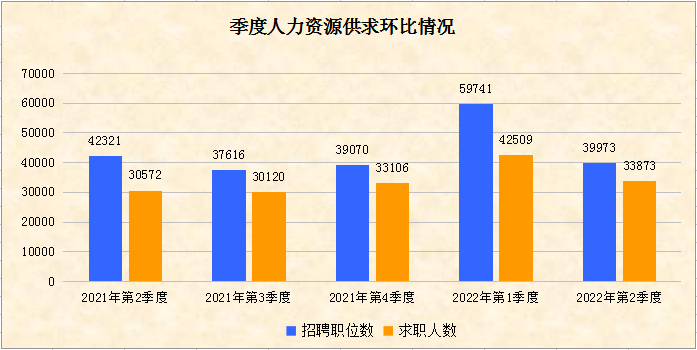 季度人力资源供求环比情况
70000
60000
50000
40000
30000
20000
10000
0
42321
30572
37616
30120
39070
33106
59741
42509
39973
33873
2021年第2季度
2021年第3季度
2021年第4季度
2022年第1季度
2022年第2季度
招聘职位数
求职人数